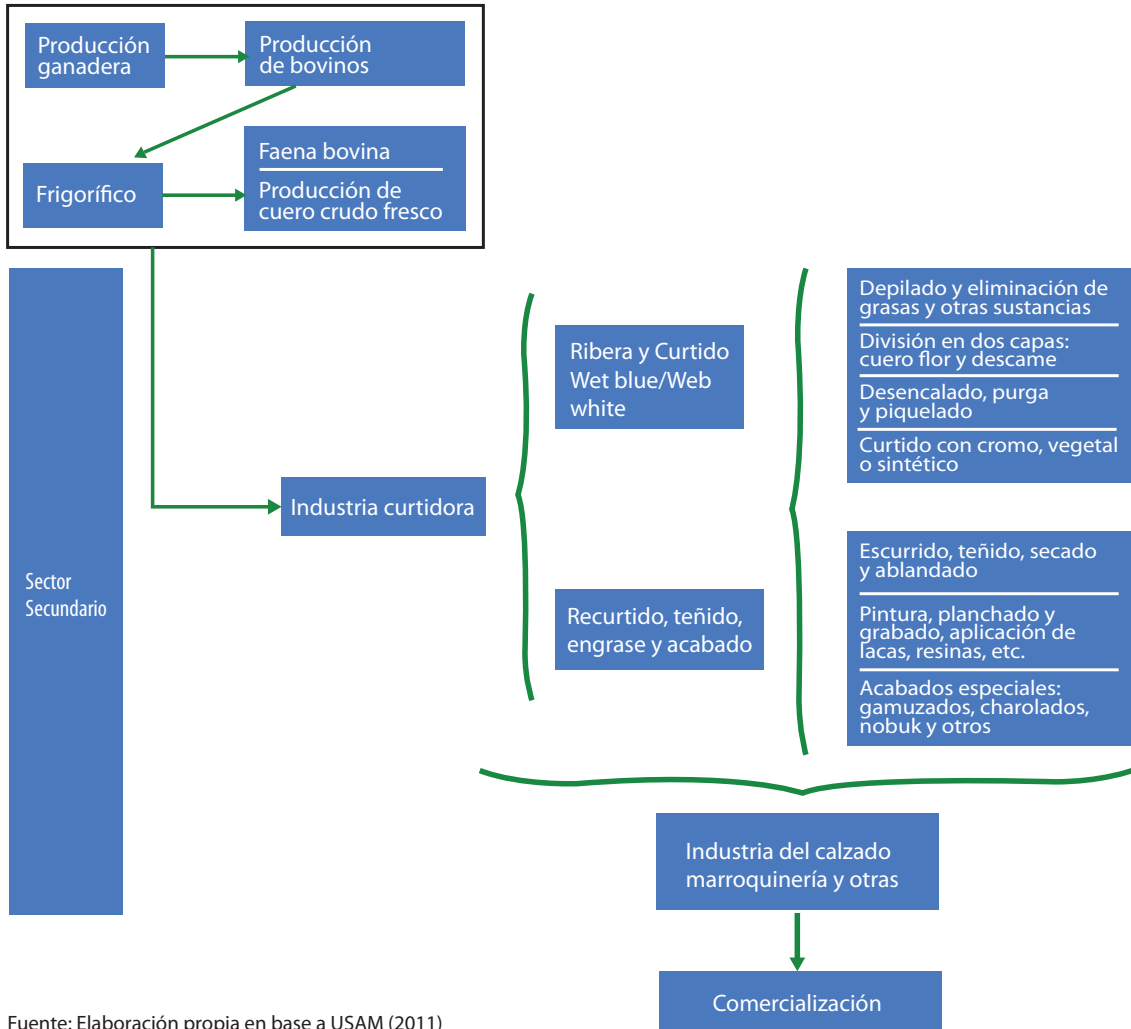 Producción
ganadera
Producción
de bovinos
Frigorífico
Faena bovina
Producción de
cuero crudo fresco
Sector
Secundario
Industria curtidora
Ribera y Curtido
Wet blue/Web
white
Recurtido, teñido,
engrase y acabado
Depilado y eliminación de
grasas y otras sustancias
División en dos capas:
cuero flor y descame
Desencalado, purga
y piquelado
Curtido con cromo, vegetal
o sintético
Escurrido, teñido, secado
y ablandado
Pintura, planchado y
grabado, aplicación de
lacas, resinas, etc.
Acabados especiales:
gamuzados, charolados,
nobuk y otros
Industria del calzado
marroquinería y otras
Comercialización
Fuente: Elaboración propia en base a USAM (2011)